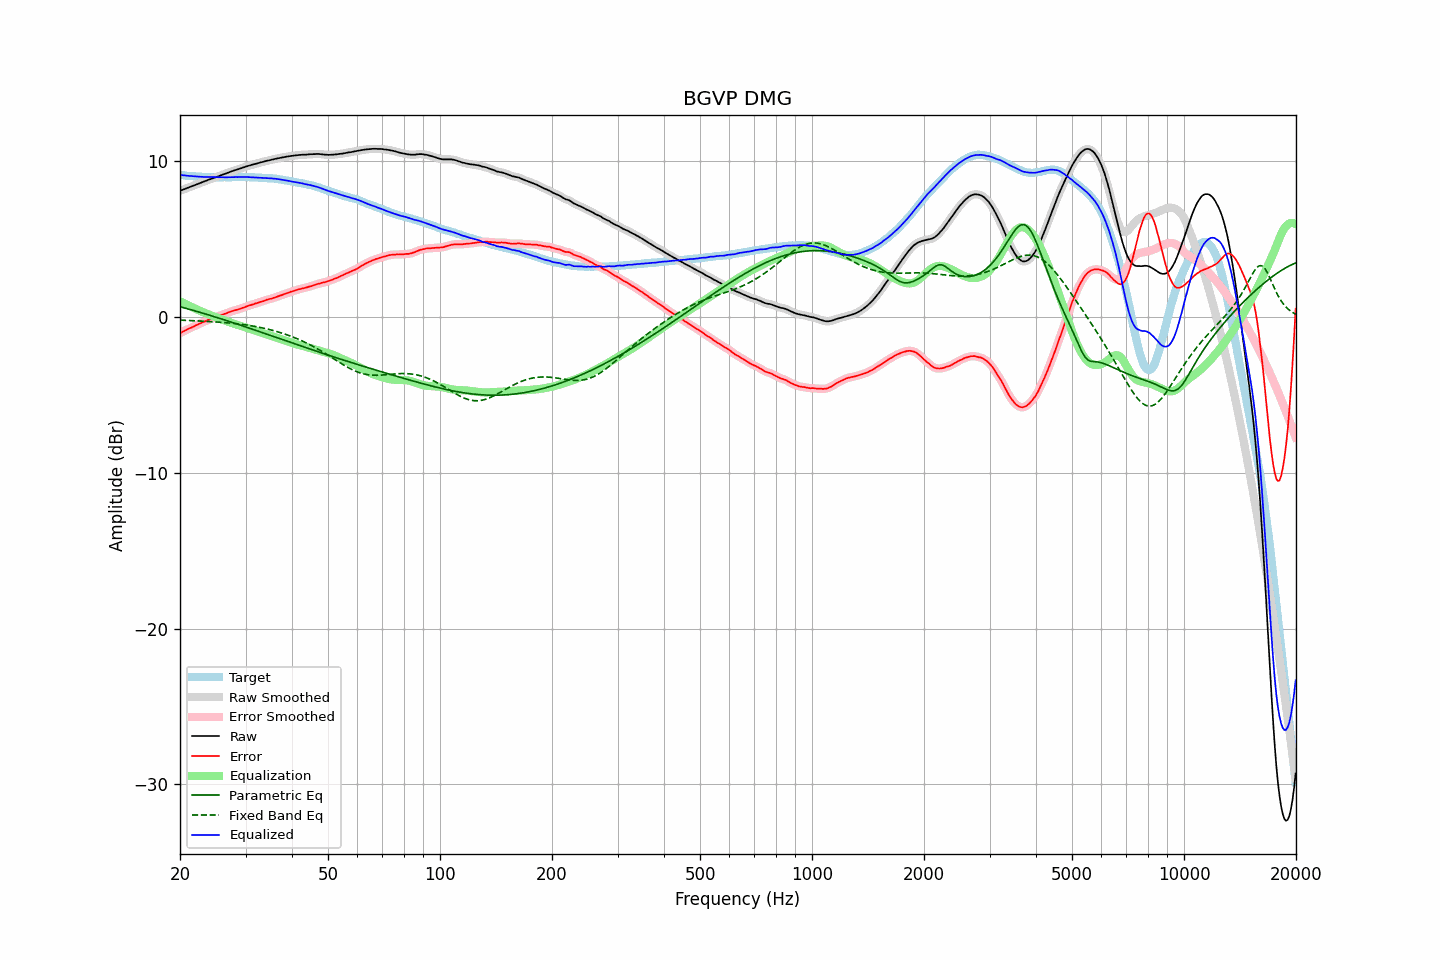 BGVP DMG
Amplitude (dBr)
10
0
−10
−20
−30
Target
Raw Smoothed
Error Smoothed
Raw
Error
Equalization
Parametric Eq
Fixed Band Eq
Equalized
20 50 100 200 500 1000 2000 5000 10000 20000
Frequency (Hz)